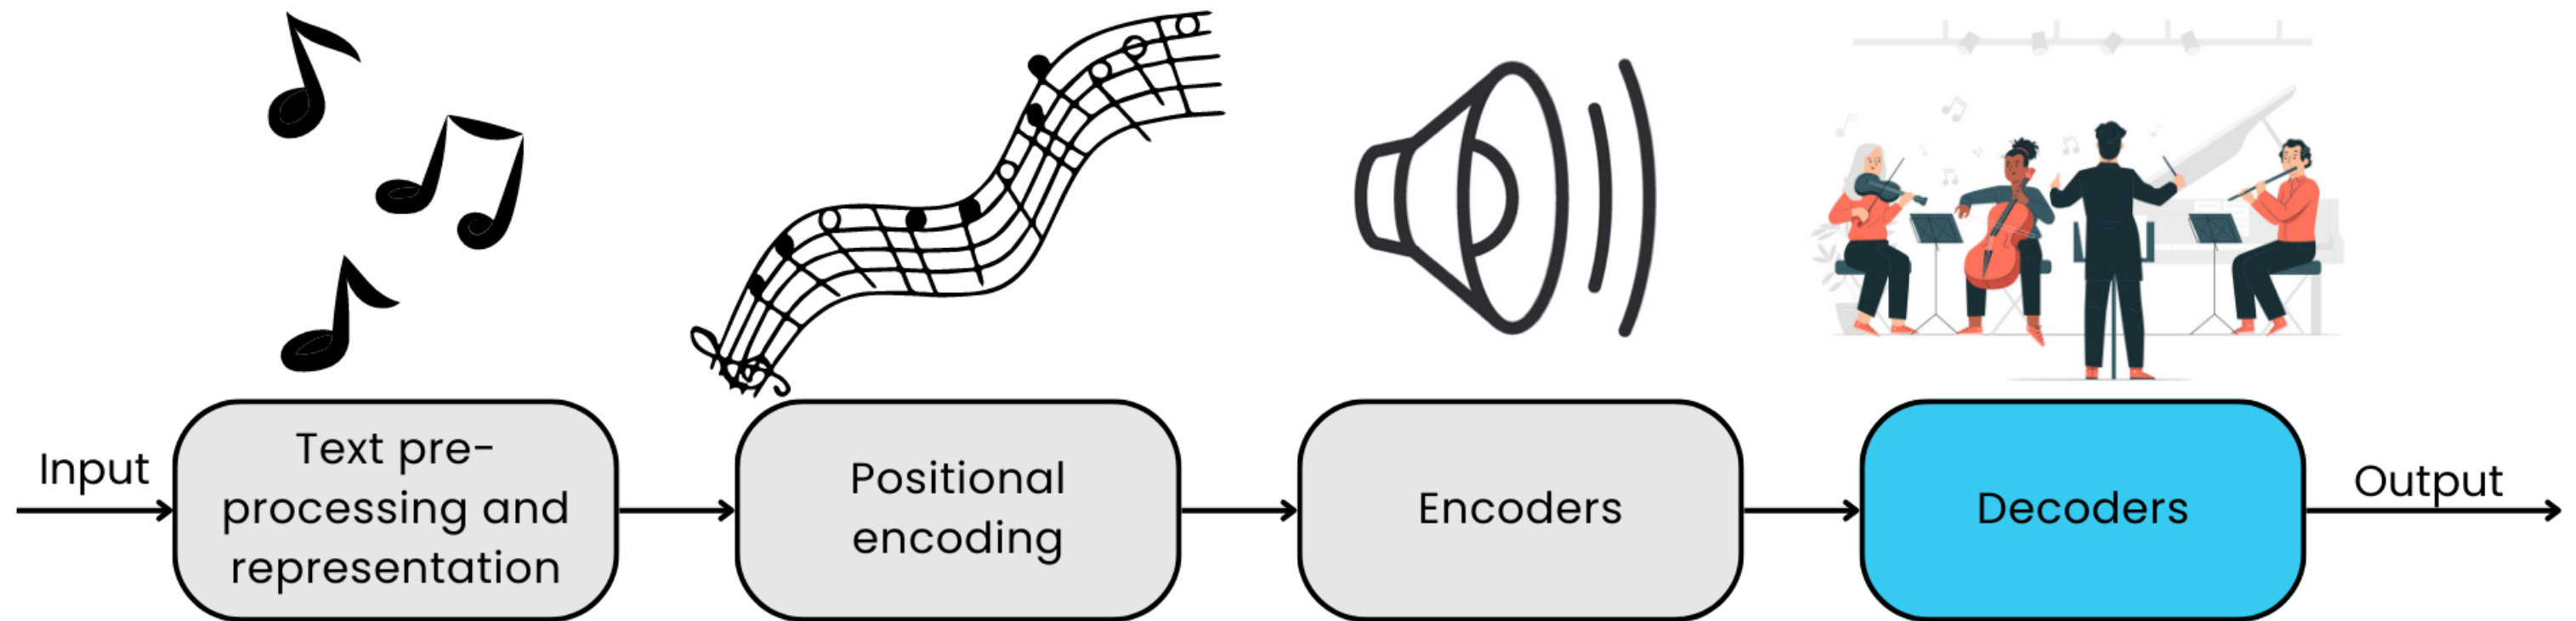 Input
Text pre-
processing and
representation
Positional
encoding
Encoders
Decoders
Output